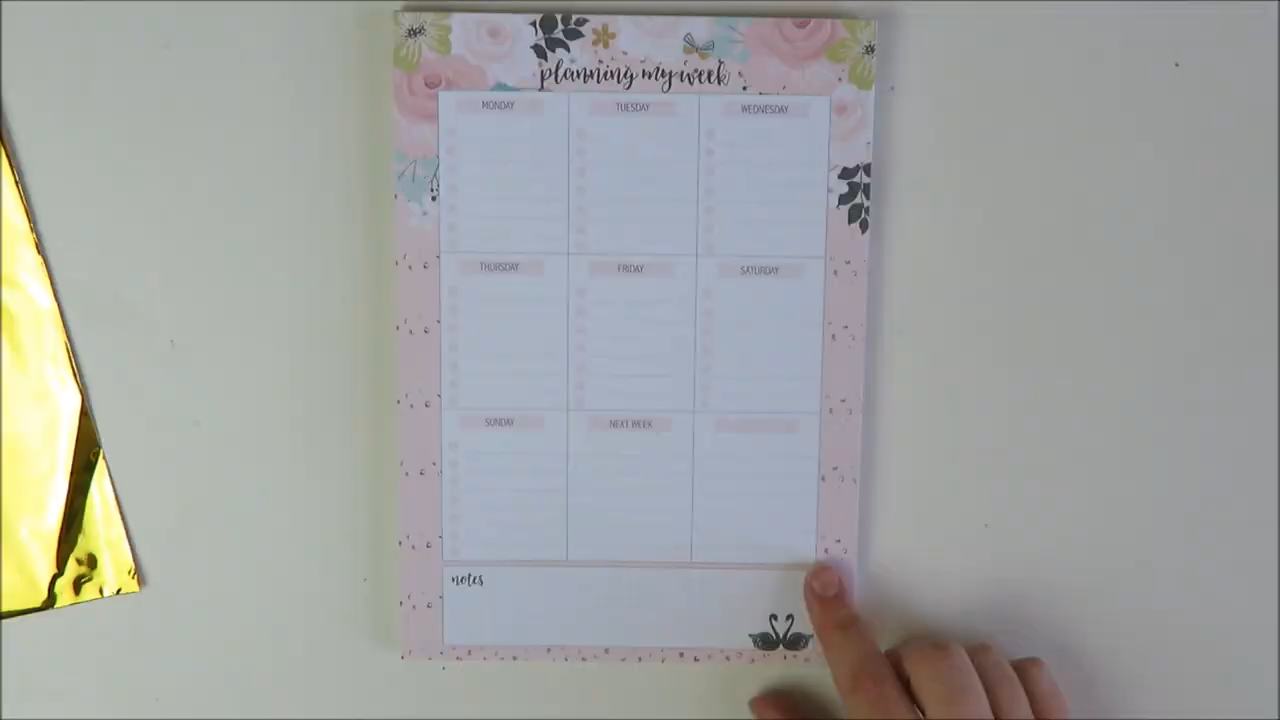 planning my week
MONDAY TUESDAY WEDNESDAY
THURSDAY FRIDAY SATURDAY
SUNDAY NEXT WEEK
notes